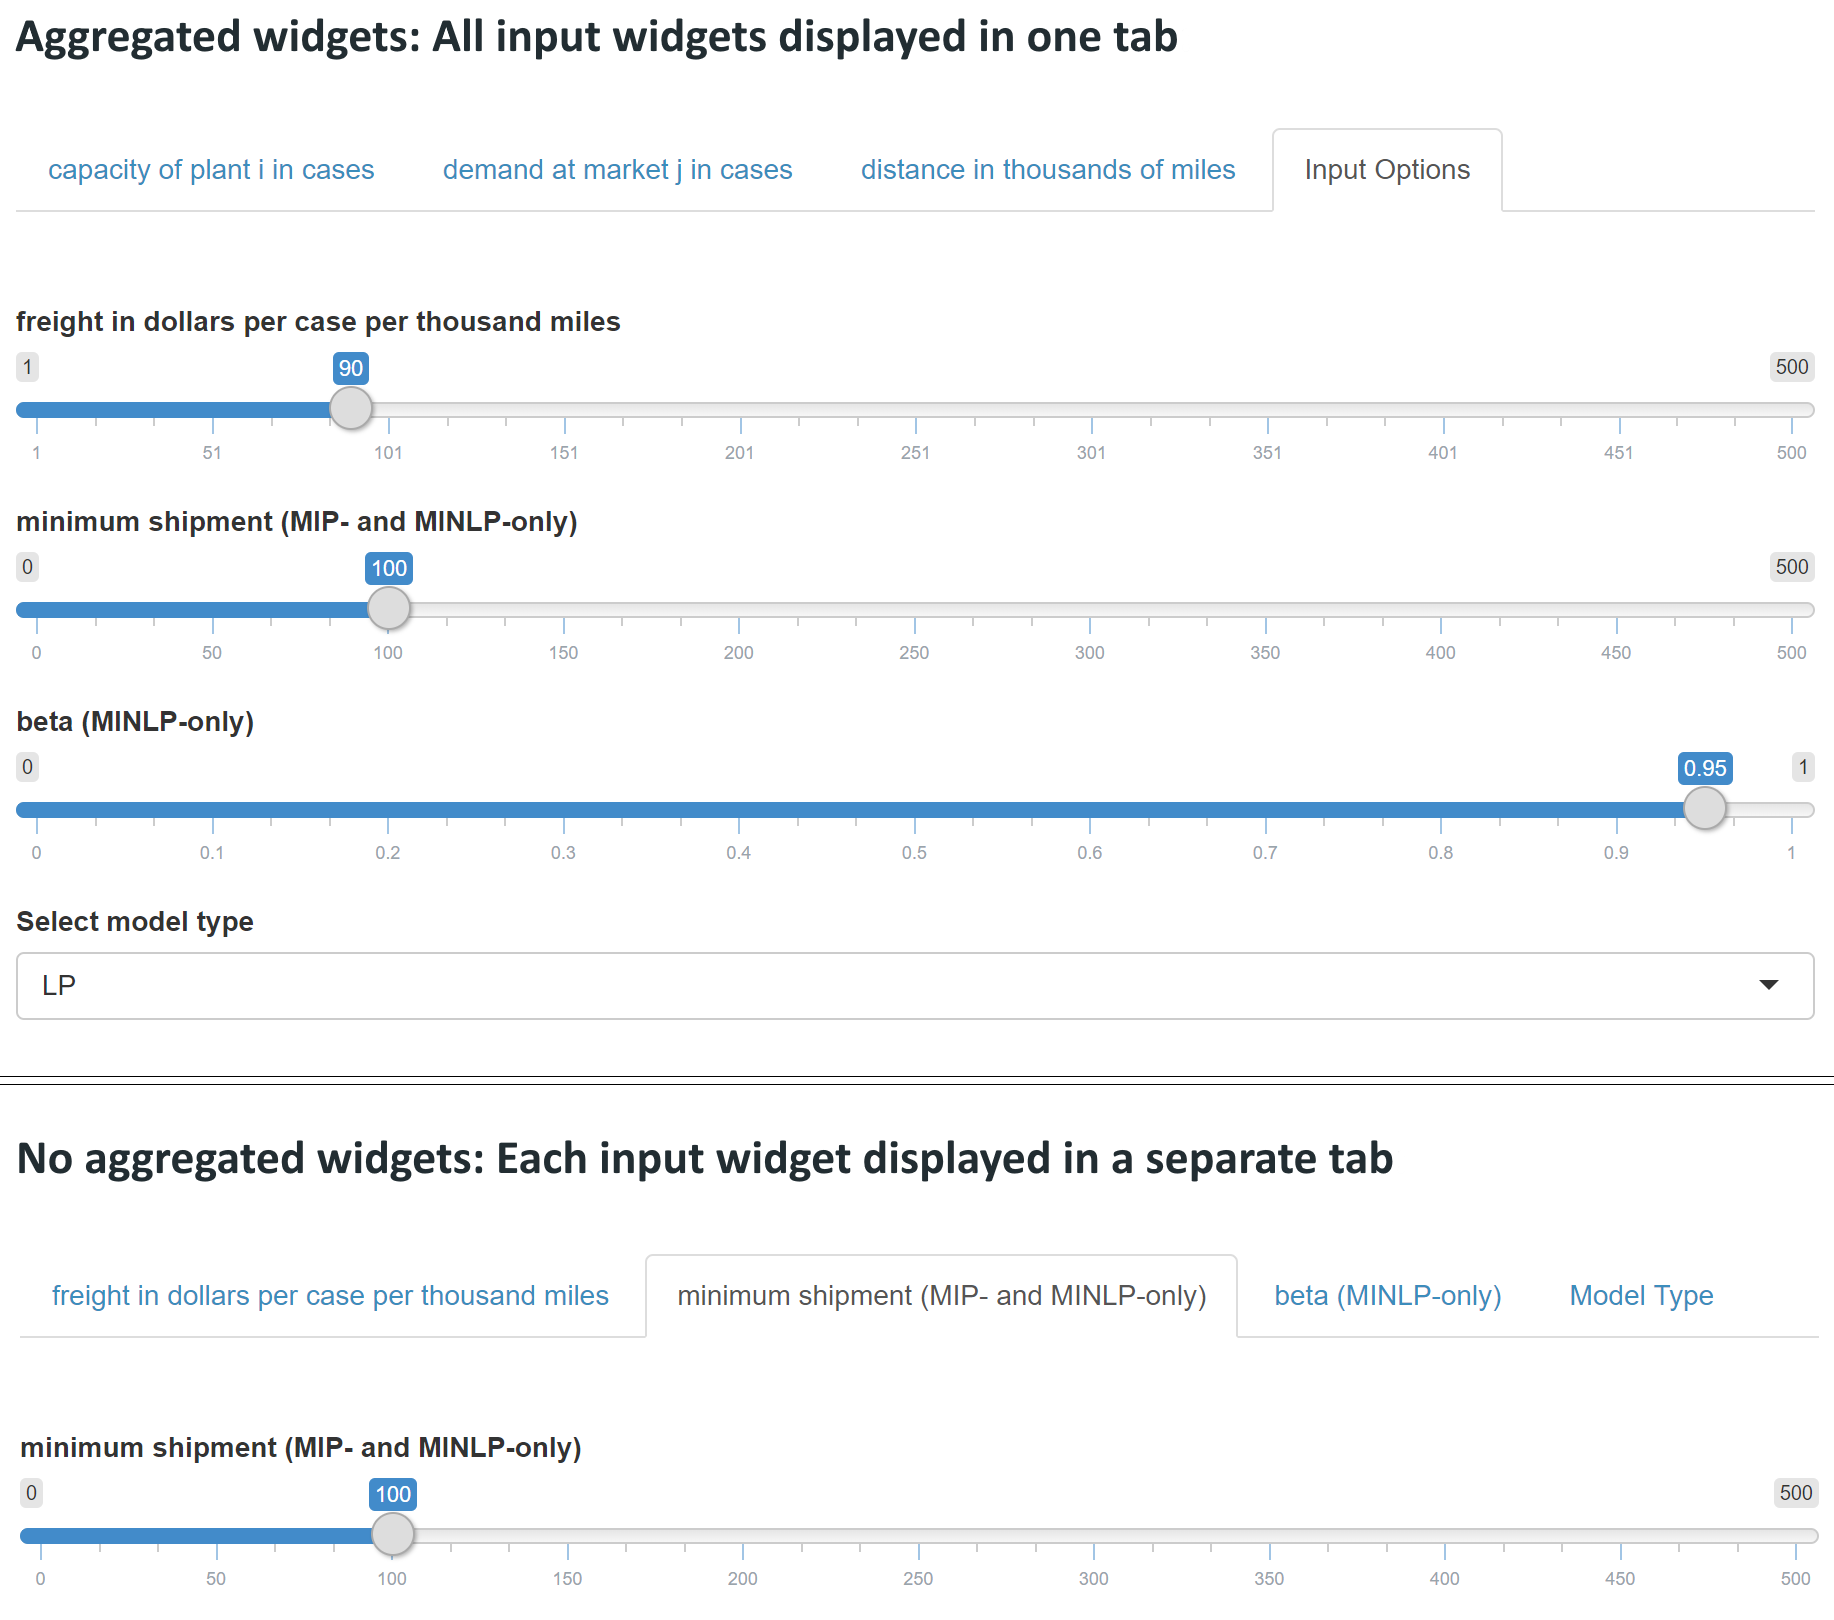 Aggregated widgets: All input widgets displayed in one tab
capacity of plant i in cases demand at market j in cases distance in thousands of miles Input Options
freight in dollars per case per thousand miles
1 90 500
1 51 101 151 201 251 301 351 401 451 500
minimum shipment (MIP- and MINLP-only)
0 100 500
0 50 100 150 200 250 300 350 400 450 500
beta (MINLP-only)
0 0.95 1
0 0.1 0.2 0.3 0.4 0.5 0.6 0.7 0.8 0.9 1
Select model type
LP
No aggregated widgets: Each input widget displayed in a separate tab
freight in dollars per case per thousand miles minimum shipment (MIP- and MINLP-only) beta (MINLP-only) Model Type
minimum shipment (MIP- and MINLP-only)
0 100 500
0 50 100 150 200 250 300 350 400 450 500